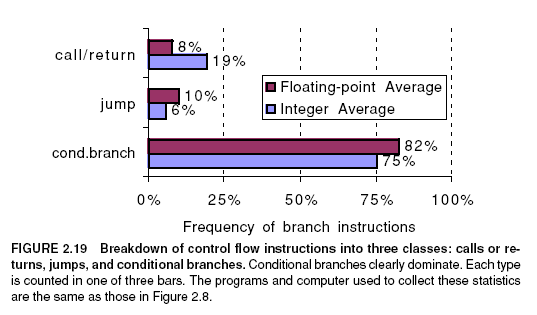 call/return
8%
19%
jump
10%
6%
Floating-point Average
Integer Average
cond.branch
82%
75%
0% 25% 50% 75% 100%
Frequency of branch instructions
FIGURE 2.19 Breakdown of control flow instructions into three classes: calls or re-
turns, jumps, and conditional branches. Conditional branches clearly dominate. Each type
is counted in one of three bars. The programs and computer used to collect these statistics
are the same as those in Figure 2.8.